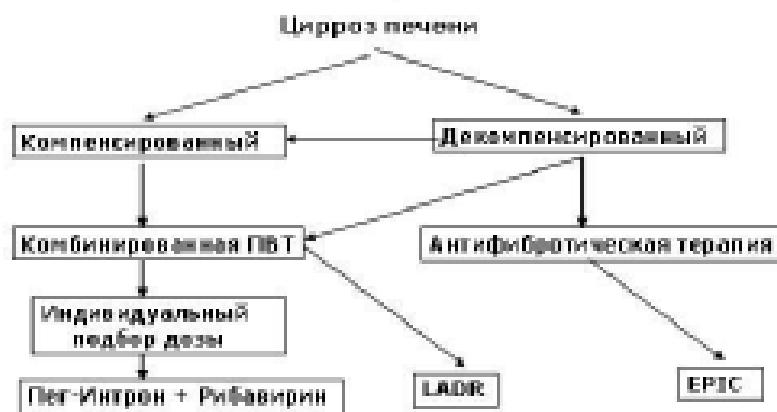 Цирроз печени
Компенсированный
Декомпенсированный
Комбинированная ПВТ
Антифибротическая терапия
Индивидуальный
подбор дозы
Пег-Интрон + Рибавирин
LADR
EPIC